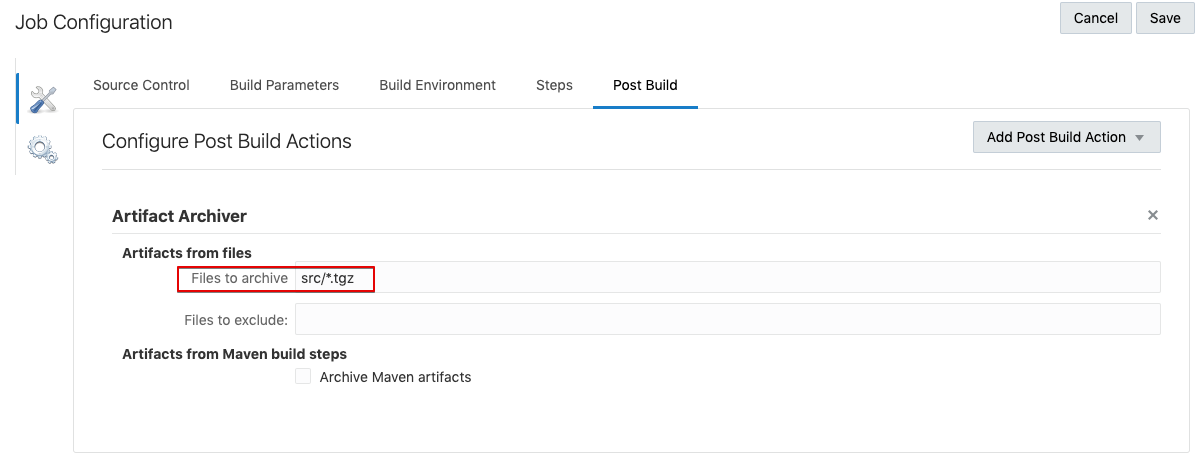 Job Configuration
Cancel
Save
Source Control
Build Parameters
Build Environment
Steps
Post Build
Configure Post Build Actions
Add Post Build Action
Artifact Archiver
Artifacts from files
Files to archive src/*.tgz
Files to exclude:
Artifacts from Maven build steps
Archive Maven artifacts